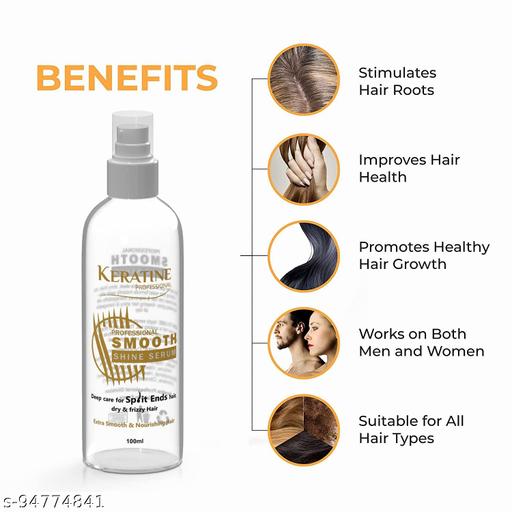 BENEFITS
Stimulates
Hair Roots
Improves Hair
Health
Promotes Healthy
Hair Growth
Works on Both
Men and Women
Suitable for All
Hair Types
KERATINE
PROFESSIONAL
PROFESSIONAL
SMOOTH
SHINE SERUM
Deep care for Split Ends hair
dry & frizzy Hair
Extra Smooth & Nourishing Hair
100ml
s-94774841